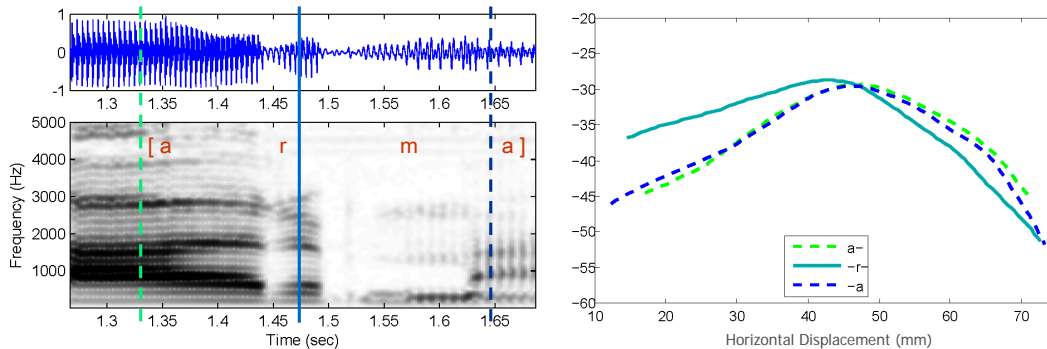 1
0
-1
1.3 1.35 1.4 1.45 1.5 1.55 1.6 1.65
5000
4000
3000
2000
1000
Frequency (Hz)
[ a r m a ]
1.3 1.35 1.4 1.45 1.5 1.55 1.6 1.65
Time (sec)
-20
-25
-30
-35
-40
-45
-50
-55
-60
a-
-r-
-a
10 20 30 40 50 60 70
Horizontal Displacement (mm)